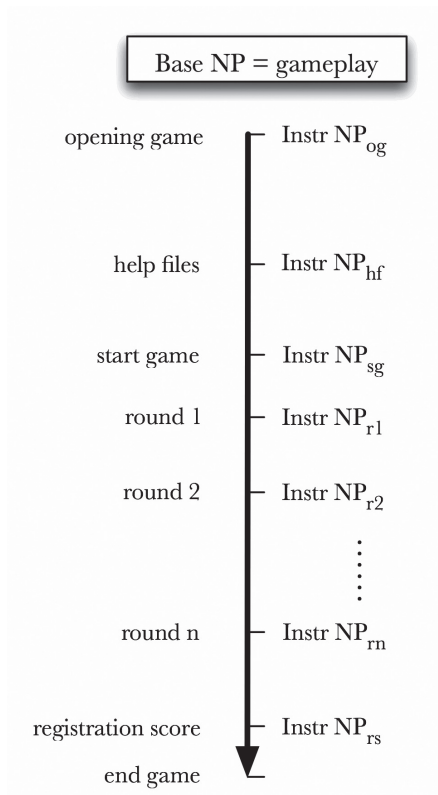 Base NP = gameplay
opening game Instr NPog
help files Instr NPhf
start game Instr NPsg
round 1 Instr NPr1
round 2 Instr NPr2
round n Instr NPrn
registration score Instr NPrs
end game